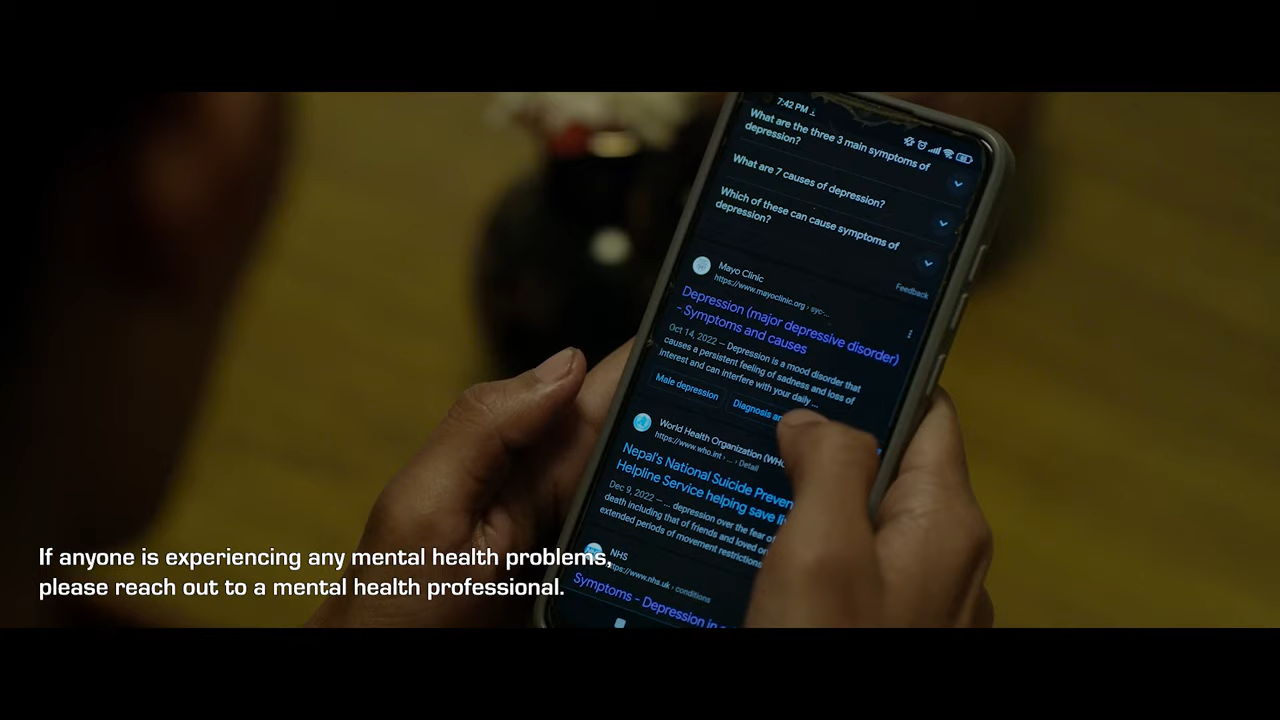 7:42 PM
What are the three 3 main symptoms of
depression?
What are 7 causes of depression?
Which of these can cause symptoms of
depression?
Feedback
Mayo Clinic
https://www.mayoclinic.org › syc-...
Depression (major depressive disorder)
- Symptoms and causes
Oct 14, 2022 — Depression is a mood disorder that
causes a persistent feeling of sadness and loss of
interest and can interfere with your daily ...
Male depression
Diagnosis
World Health Organization
https://www.who.int › ... › Detail
Nepal's National Suicide
Helpline Service helping save
Dec 9, 2022 — ... depression over the fear
death including that of friends and loved
extended periods of movement restrictions
NHS
https://www.nhs.uk › conditions
Symptoms - Depression in
If anyone is experiencing any mental health problems,
please reach out to a mental health professional.